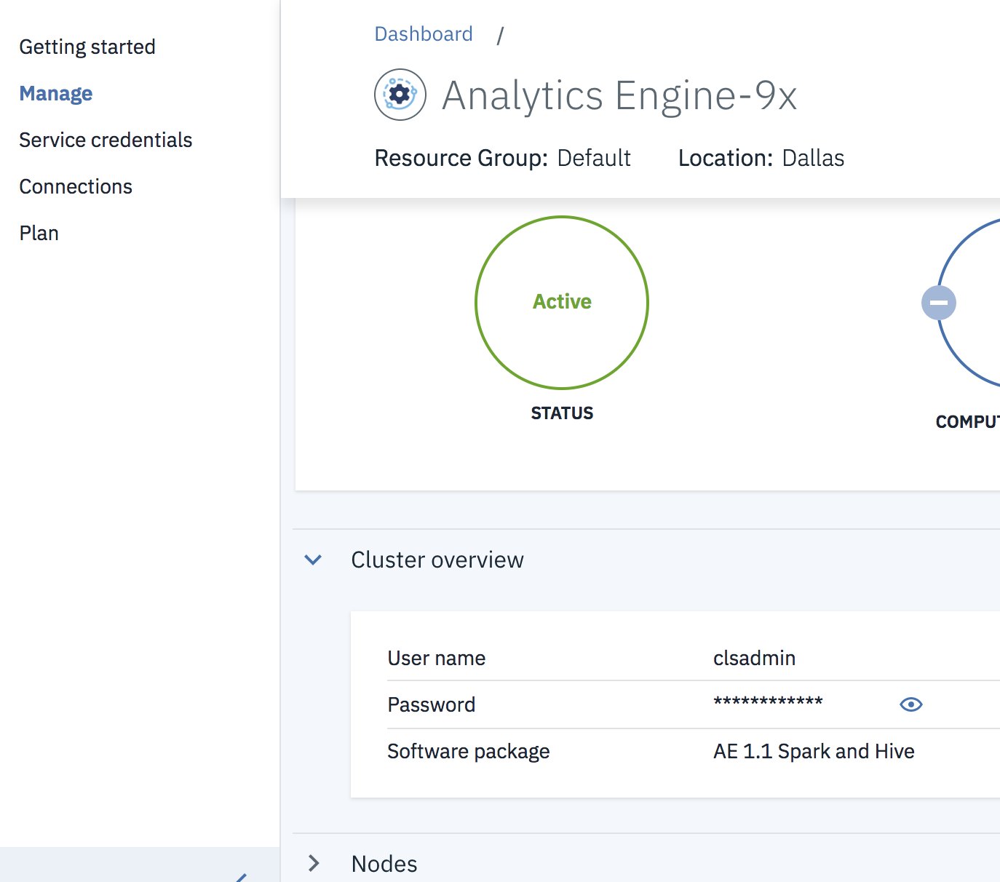 Getting started
Manage
Service credentials
Connections
Plan
Dashboard /
Analytics Engine-9x
Resource Group: Default Location: Dallas
Active
STATUS
COMPUT
Cluster overview
User name clsadmin
Password ************
Software package AE 1.1 Spark and Hive
Nodes